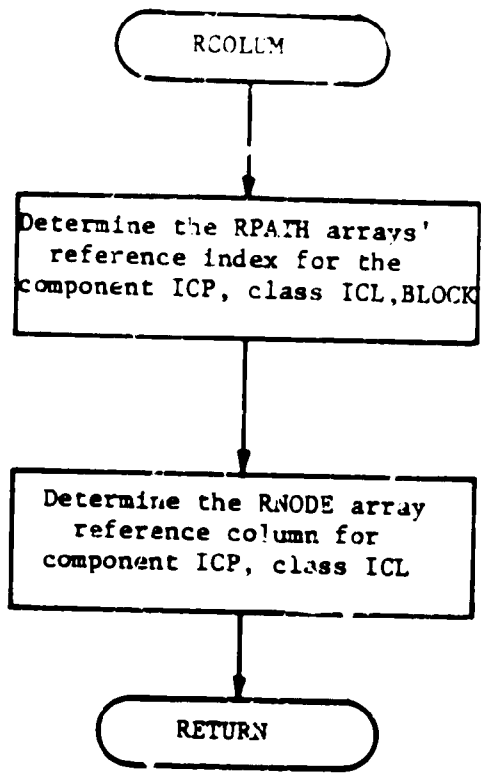 RCOLUM
Determine the RPATH arrays'
reference index for the
component ICP, class ICL,BLOCK
Determine the RNODE array
reference column for
component ICP, class ICL
RETURN